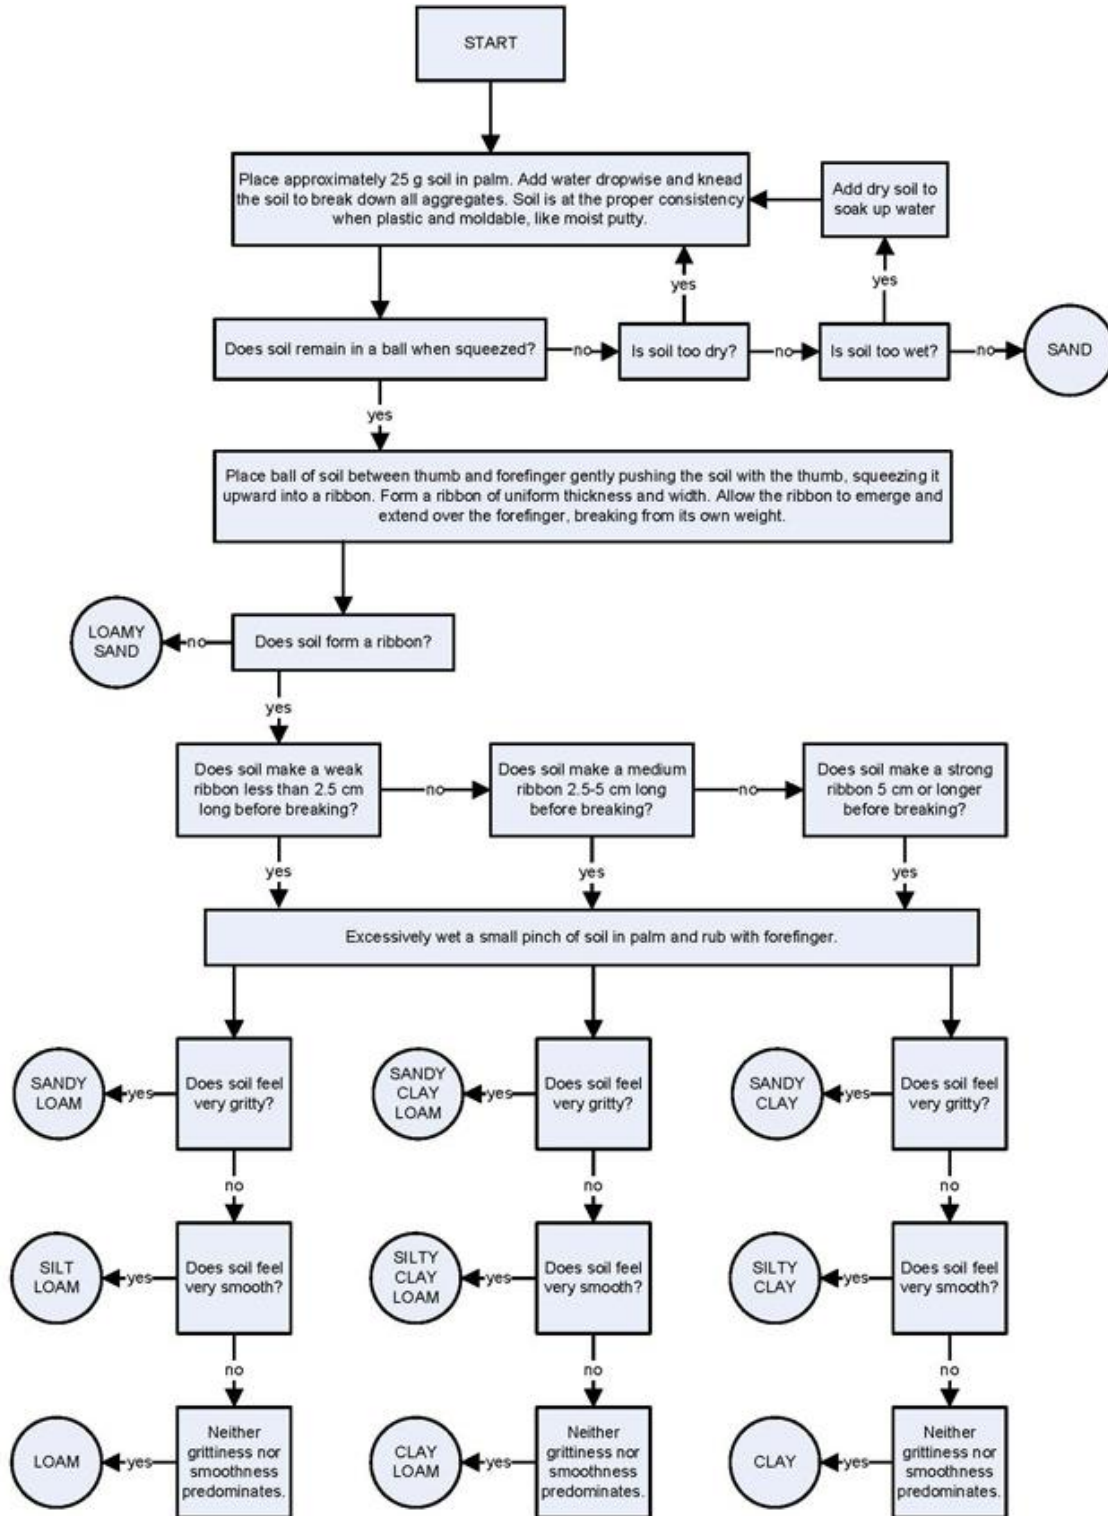 START
Place approximately 25 g soil in palm. Add water dropwise and knead
the soil to break down all aggregates. Soil is at the proper consistency
when plastic and moldable, like moist putty.
Add dry soil to
soak up water
yes
yes
Does soil remain in a ball when squeezed?
no
Is soil too dry?
no
Is soil too wet?
no
SAND
yes
Place ball of soil between thumb and forefinger gently pushing the soil with the thumb, squeezing it
upward into a ribbon. Form a ribbon of uniform thickness and width. Allow the ribbon to emerge and
extend over the forefinger, breaking from its own weight.
LOAMY
SAND
no
Does soil form a ribbon?
yes
Does soil make a weak
ribbon less than 2.5 cm
long before breaking?
no
Does soil make a medium
ribbon 2.5-5 cm long
before breaking?
no
Does soil make a strong
ribbon 5 cm or longer
before breaking?
yes
yes
yes
Excessively wet a small pinch of soil in palm and rub with forefinger.
SANDY
LOAM
yes
Does soil feel
very gritty?
SANDY
CLAY
LOAM
yes
Does soil feel
very gritty?
SANDY
CLAY
yes
Does soil feel
very gritty?
no
no
no
SILT
LOAM
yes
Does soil feel
very smooth?
SILTY
CLAY
LOAM
yes
Does soil feel
very smooth?
SILTY
CLAY
yes
Does soil feel
very smooth?
no
no
no
LOAM
yes
Neither
grittiness nor
smoothness
predominates.
CLAY
LOAM
yes
Neither
grittiness nor
smoothness
predominates.
CLAY
yes
Neither
grittiness nor
smoothness
predominates.